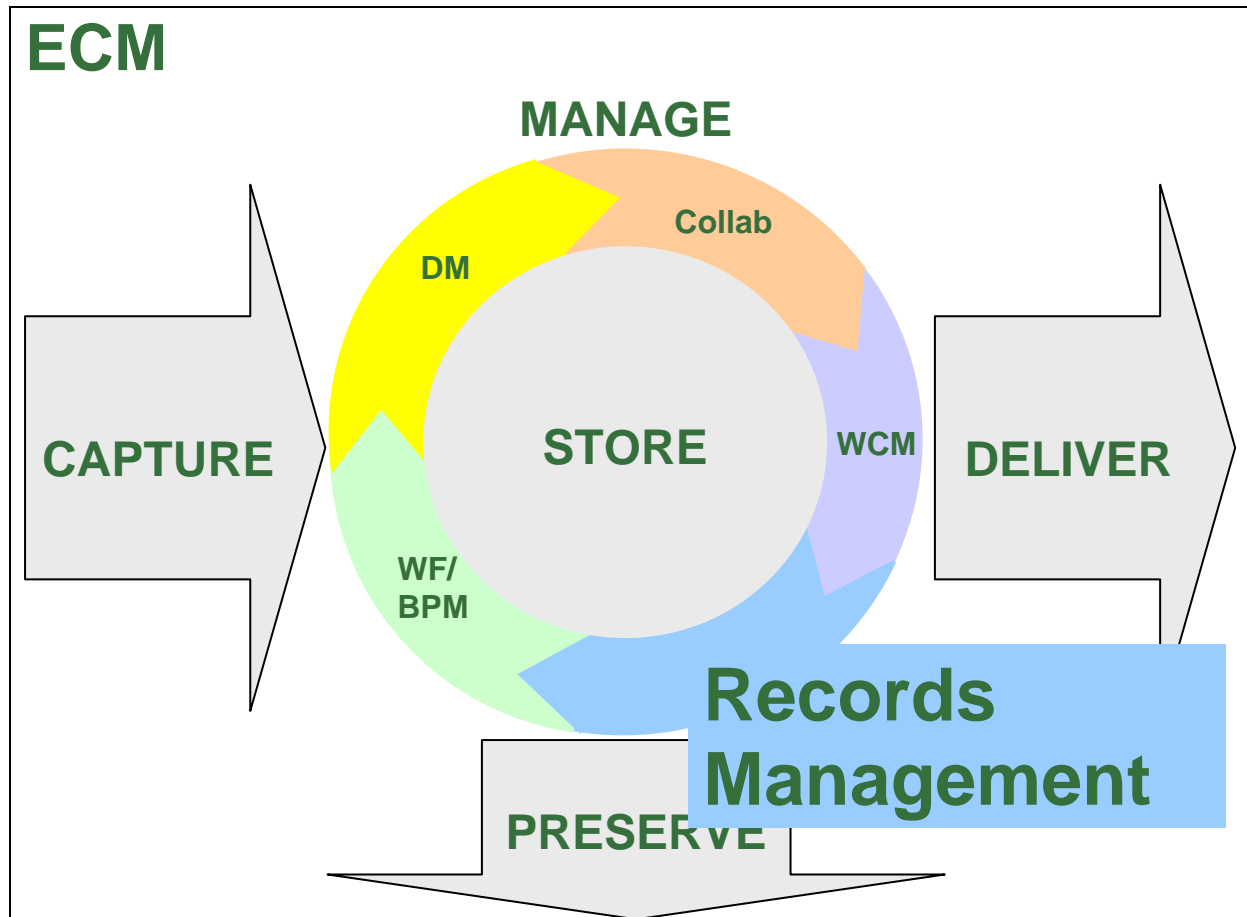 ECM
MANAGE
Collab
DM
CAPTURE
STORE
WCM
DELIVER
WF/
BPM
Records
Management
PRESERVE